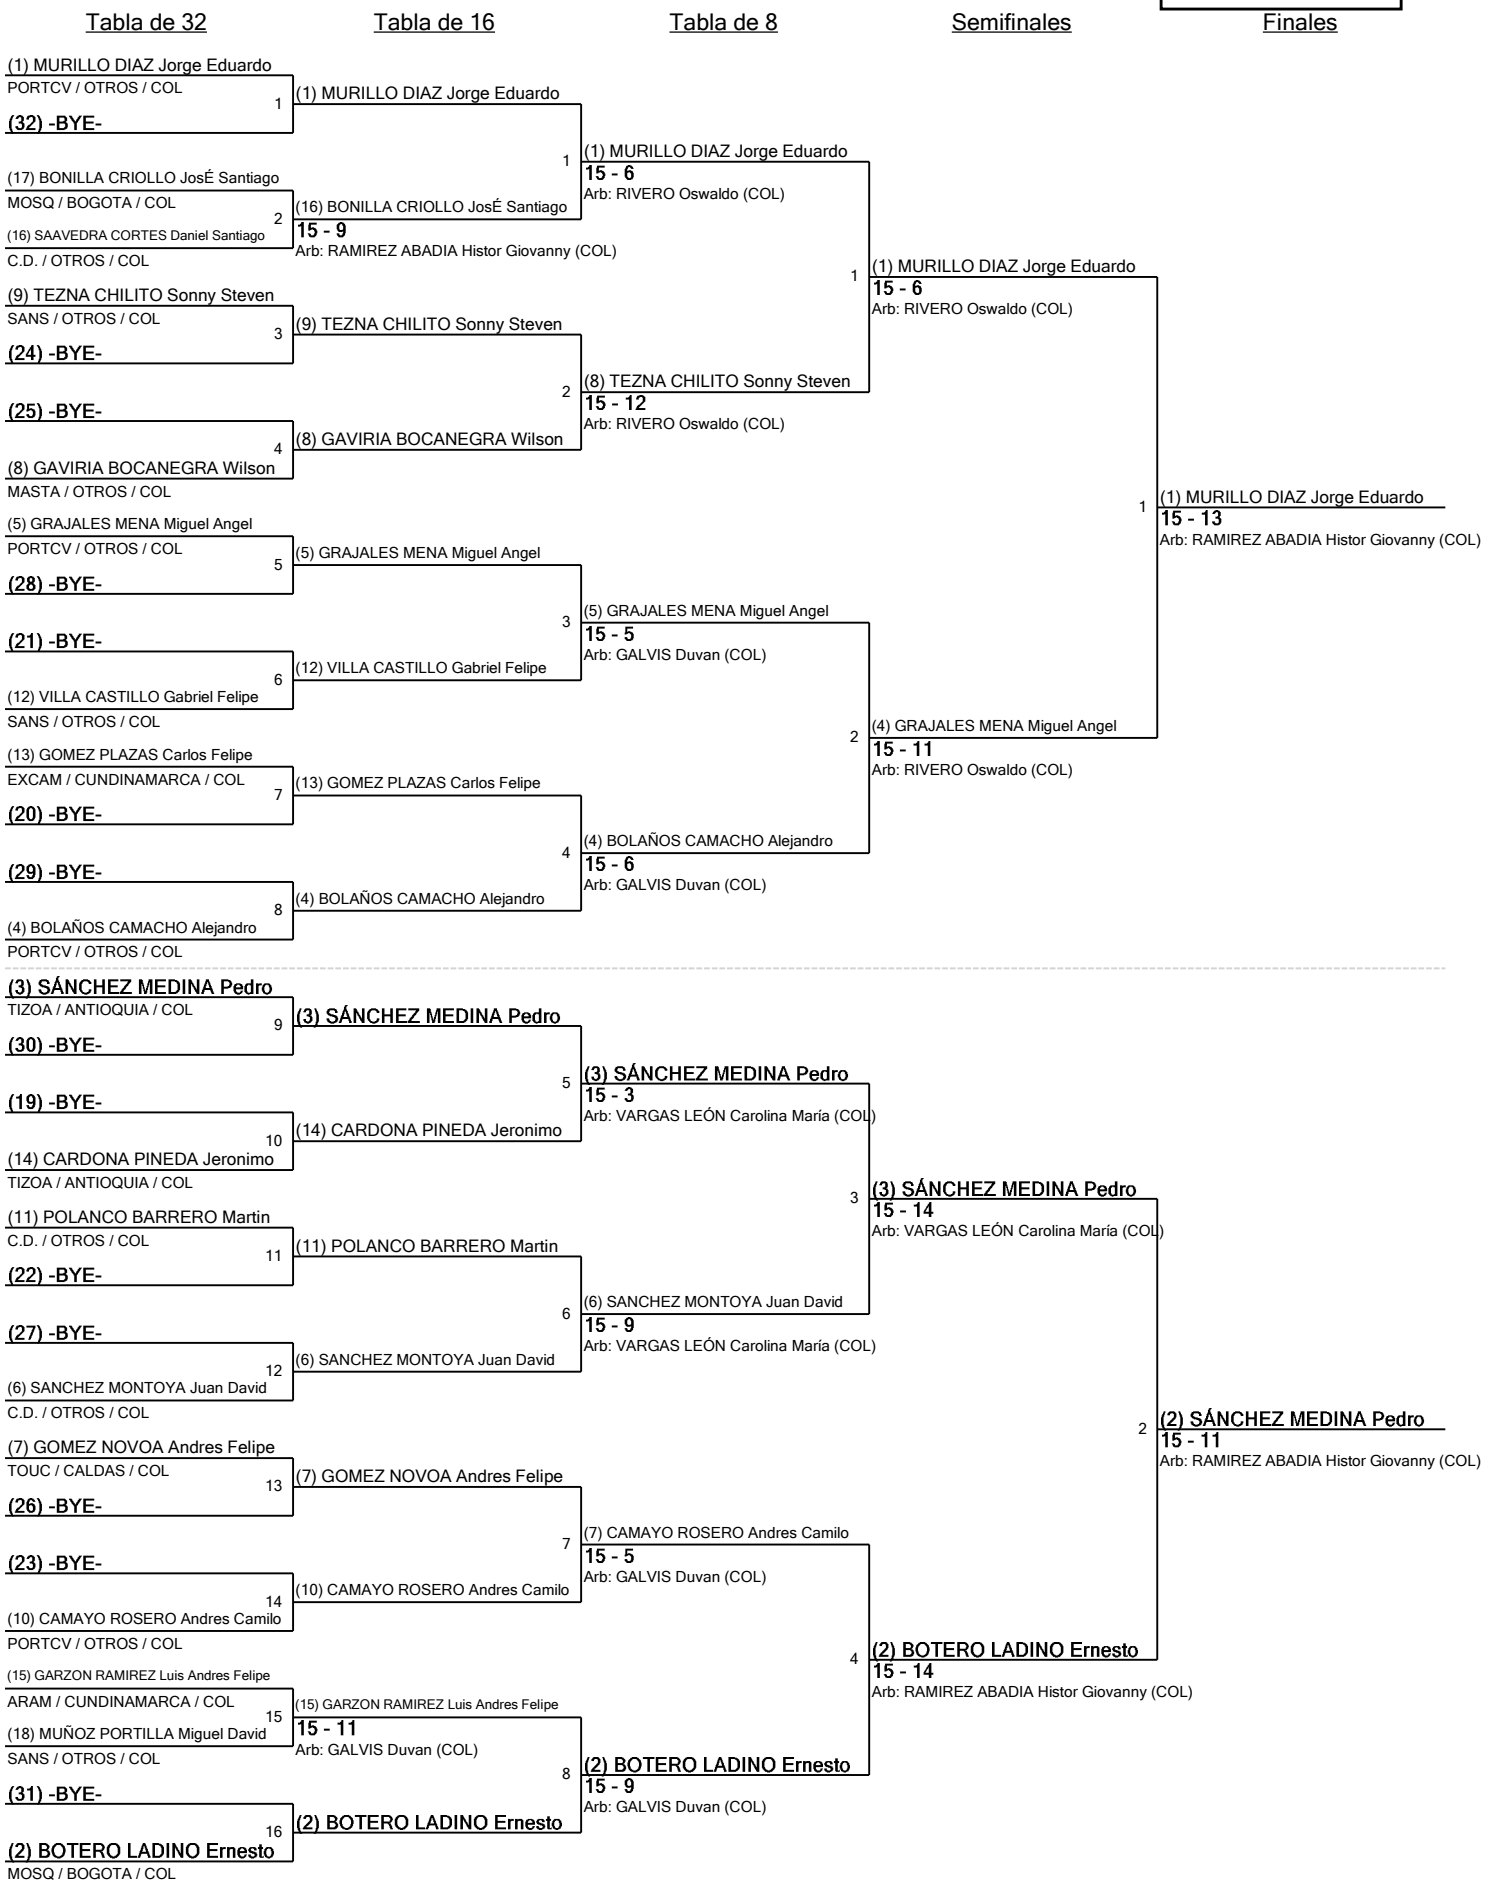 Tabla de 32
Tabla de 16
Tabla de 8
Semifinales
Finales
(1) MURILLO DIAZ Jorge Eduardo
PORTCV / OTROS / COL
1
(32) -BYE-
(17) BONILLA CRIOLLO JosÉ Santiago
MOSQ / BOGOTA / COL
2
(16) SAAVEDRA CORTES Daniel Santiago
C.D. / OTROS / COL
(9) TEZNA CHILITO Sonny Steven
SANS / OTROS / COL
3
(24) -BYE-
(25) -BYE-
4
(8) GAVIRIA BOCANEGRA Wilson
MASTA / OTROS / COL
(5) GRAJALES MENA Miguel Angel
PORTCV / OTROS / COL
5
(28) -BYE-
(21) -BYE-
6
(12) VILLA CASTILLO Gabriel Felipe
SANS / OTROS / COL
(13) GOMEZ PLAZAS Carlos Felipe
EXCAM / CUNDINAMARCA / COL
7
(20) -BYE-
(29) -BYE-
8
(4) BOLAÑOS CAMACHO Alejandro
PORTCV / OTROS / COL
(3) SÁNCHEZ MEDINA Pedro
TIZOA / ANTIOQUIA / COL
9
(30) -BYE-
(19) -BYE-
10
(14) CARDONA PINEDA Jeronimo
TIZOA / ANTIOQUIA / COL
(11) POLANCO BARRERO Martin
C.D. / OTROS / COL
11
(22) -BYE-
(27) -BYE-
12
(6) SANCHEZ MONTOYA Juan David
C.D. / OTROS / COL
(7) GOMEZ NOVOA Andres Felipe
TOUC / CALDAS / COL
13
(26) -BYE-
(23) -BYE-
14
(10) CAMAYO ROSERO Andres Camilo
PORTCV / OTROS / COL
(15) GARZON RAMIREZ Luis Andres Felipe
ARAM / CUNDINAMARCA / COL
15
(18) MUÑOZ PORTILLA Miguel David
SANS / OTROS / COL
(31) -BYE-
16
(2) BOTERO LADINO Ernesto
MOSQ / BOGOTA / COL
(1) MURILLO DIAZ Jorge Eduardo
1
(16) BONILLA CRIOLLO JosÉ Santiago
15 - 9
Arb: RAMIREZ ABADIA Histor Giovanny (COL)
(9) TEZNA CHILITO Sonny Steven
2
(8) GAVIRIA BOCANEGRA Wilson
(5) GRAJALES MENA Miguel Angel
3
(12) VILLA CASTILLO Gabriel Felipe
(13) GOMEZ PLAZAS Carlos Felipe
4
(4) BOLAÑOS CAMACHO Alejandro
(3) SÁNCHEZ MEDINA Pedro
5
(14) CARDONA PINEDA Jeronimo
(11) POLANCO BARRERO Martin
6
(6) SANCHEZ MONTOYA Juan David
(7) GOMEZ NOVOA Andres Felipe
7
(10) CAMAYO ROSERO Andres Camilo
(15) GARZON RAMIREZ Luis Andres Felipe
15 - 11
Arb: GALVIS Duvan (COL)
8
(2) BOTERO LADINO Ernesto
(1) MURILLO DIAZ Jorge Eduardo
15 - 6
Arb: RIVERO Oswaldo (COL)
1
(8) TEZNA CHILITO Sonny Steven
15 - 12
Arb: RIVERO Oswaldo (COL)
(5) GRAJALES MENA Miguel Angel
15 - 5
Arb: GALVIS Duvan (COL)
2
(4) BOLAÑOS CAMACHO Alejandro
15 - 6
Arb: GALVIS Duvan (COL)
(3) SÁNCHEZ MEDINA Pedro
15 - 3
Arb: VARGAS LEÓN Carolina María (COL)
3
(6) SANCHEZ MONTOYA Juan David
15 - 9
Arb: VARGAS LEÓN Carolina María (COL)
(7) CAMAYO ROSERO Andres Camilo
15 - 5
Arb: GALVIS Duvan (COL)
4
(2) BOTERO LADINO Ernesto
15 - 9
Arb: GALVIS Duvan (COL)
(1) MURILLO DIAZ Jorge Eduardo
15 - 6
Arb: RIVERO Oswaldo (COL)
1
(4) GRAJALES MENA Miguel Angel
15 - 11
Arb: RIVERO Oswaldo (COL)
(3) SÁNCHEZ MEDINA Pedro
15 - 14
Arb: VARGAS LEÓN Carolina María (COL)
2
(2) BOTERO LADINO Ernesto
15 - 14
Arb: RAMIREZ ABADIA Histor Giovanny (COL)
(1) MURILLO DIAZ Jorge Eduardo
15 - 13
Arb: RAMIREZ ABADIA Histor Giovanny (COL)
(2) SÁNCHEZ MEDINA Pedro
15 - 11
Arb: RAMIREZ ABADIA Histor Giovanny (COL)